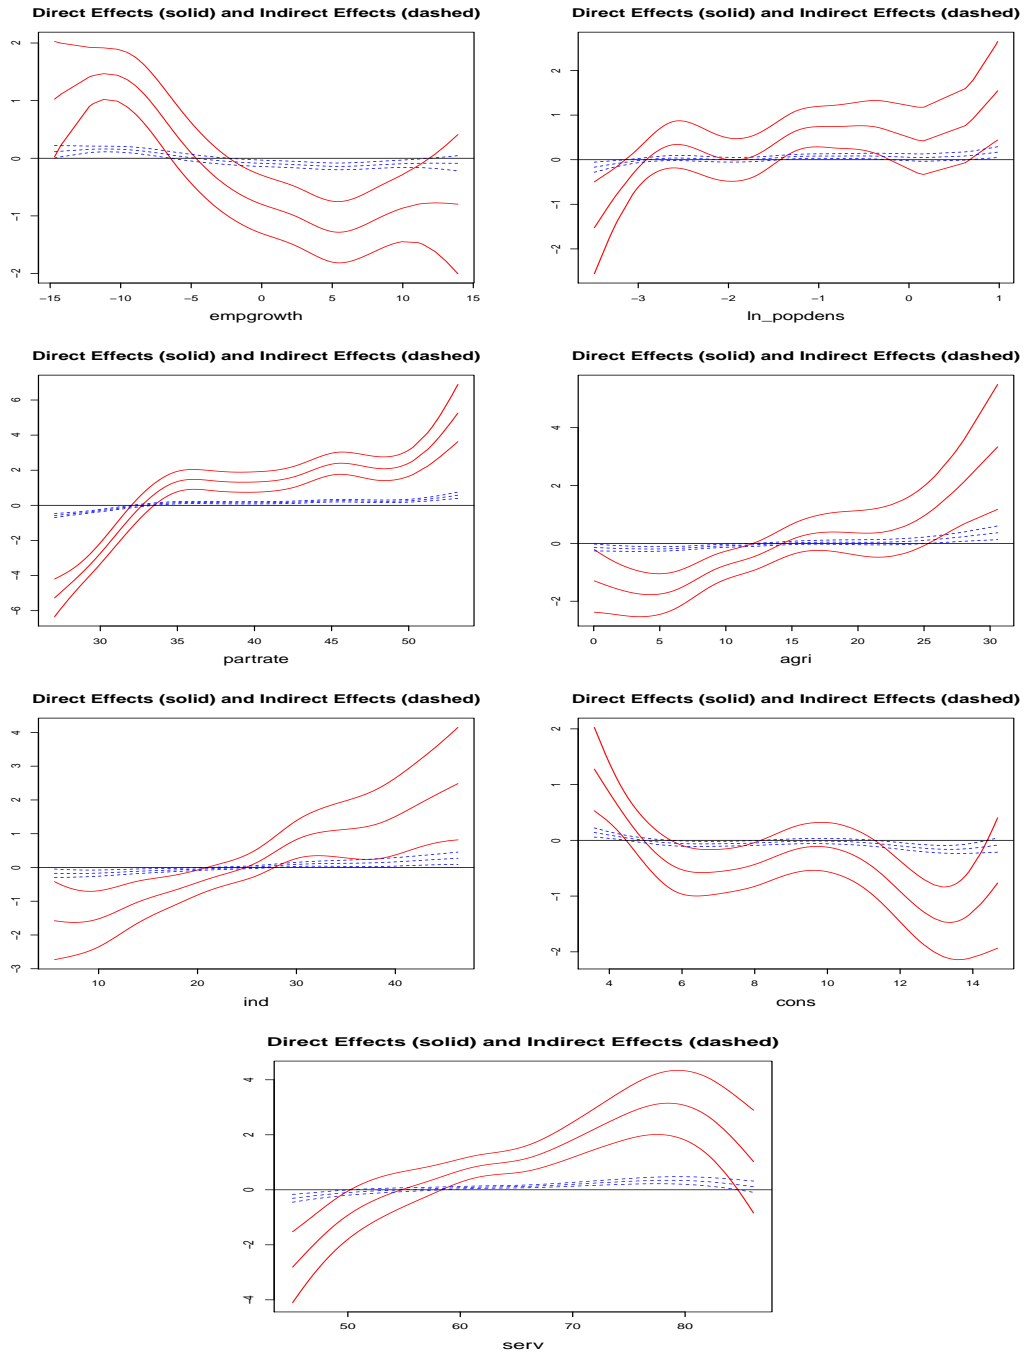 Direct Effects (solid) and Indirect Effects (dashed)
2
1
0
−1
−2
−15 −10 −5 0 5 10 15
empgrowth
Direct Effects (solid) and Indirect Effects (dashed)
2
1
0
−1
−2
−3 −2 −1 0 1
ln_popdens
Direct Effects (solid) and Indirect Effects (dashed)
6
4
2
0
−2
−4
−6
30 35 40 45 50
partrate
Direct Effects (solid) and Indirect Effects (dashed)
4
2
0
−2
0 5 10 15 20 25 30
agri
Direct Effects (solid) and Indirect Effects (dashed)
4
3
2
1
0
−1
−2
−3
10 20 30 40
ind
Direct Effects (solid) and Indirect Effects (dashed)
2
1
0
−1
−2
4 6 8 10 12 14
cons
Direct Effects (solid) and Indirect Effects (dashed)
4
2
0
−2
−4
50 60 70 80
serv